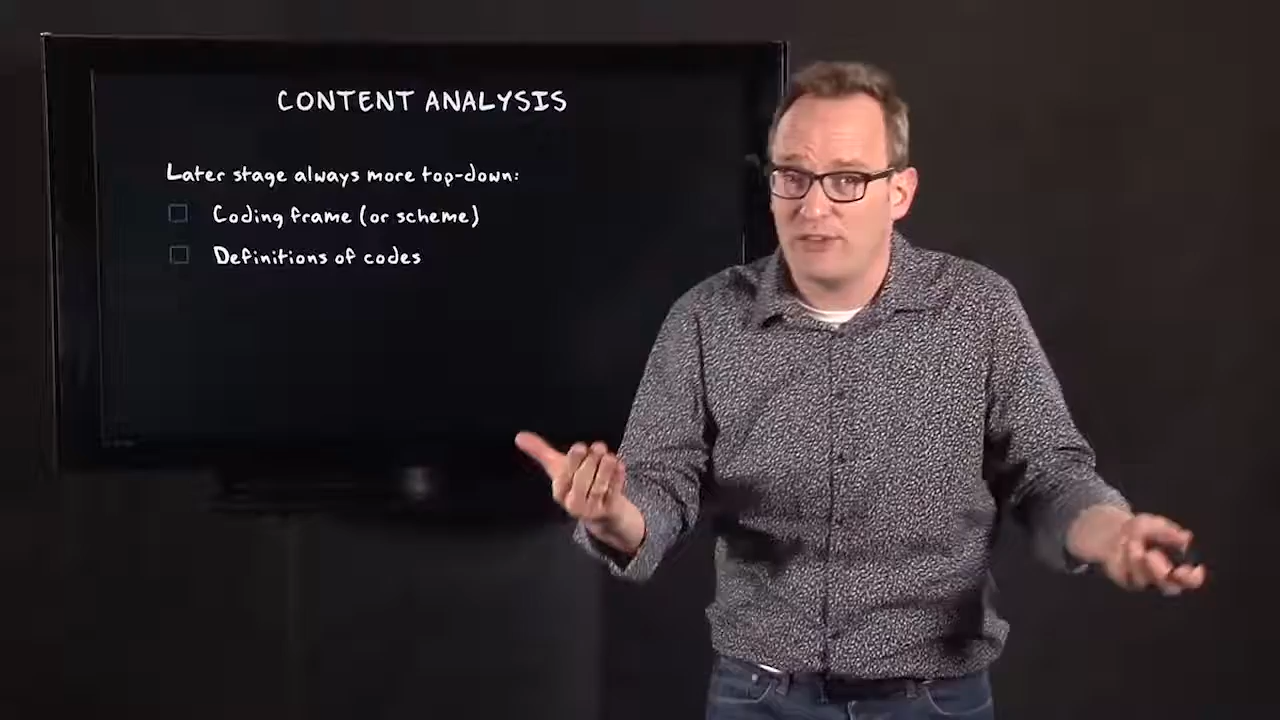 CONTENT ANALYSIS
Later stage always more top-down:
Coding frame (or scheme)
Definitions of codes